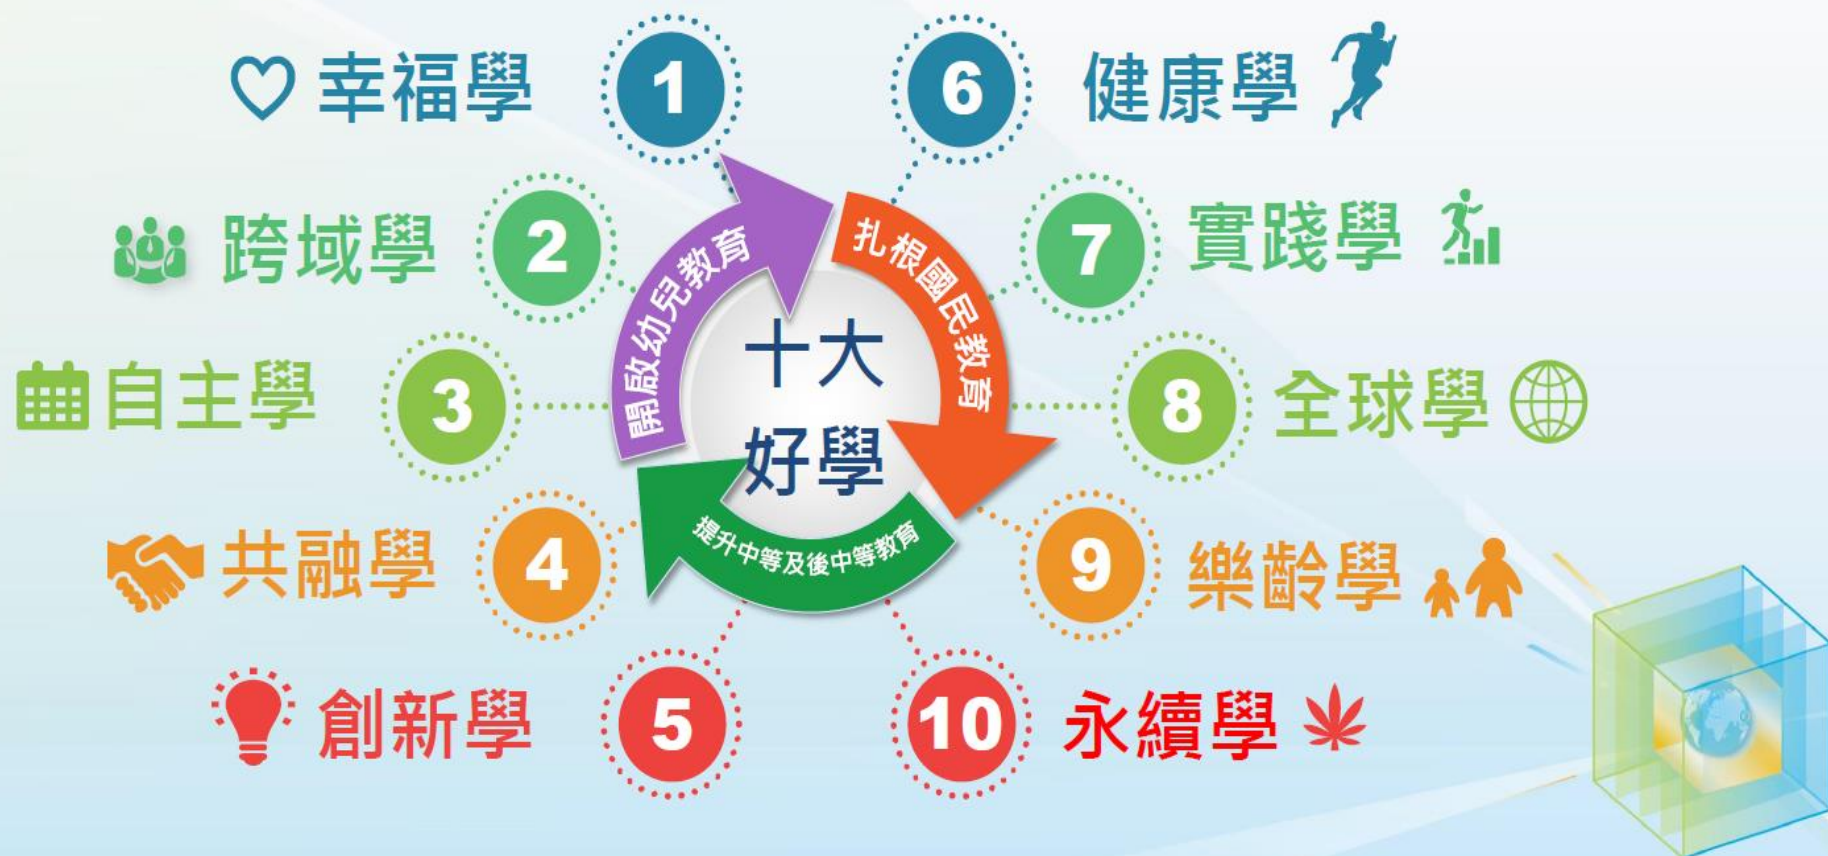 幸福學 1
跨域學 2
自主學 3
共融學 4
創新學 5
6 健康學
7 實踐學
8 全球學
9 樂齡學
10 永續學
開啟幼兒教育
扎根國民教育
提升中等及後中等教育
十大
好學